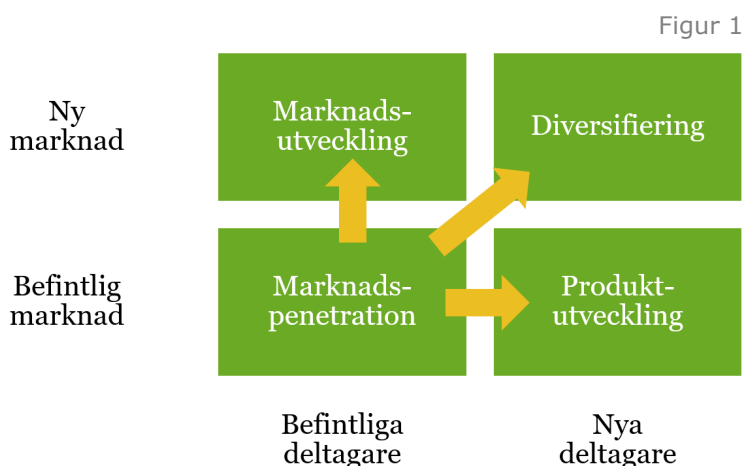 Figur 1
Ny
marknad
Marknads-
utveckling
Diversifiering
Befintlig
marknad
Marknads-
penetration
Produkt-
utveckling
Befintliga
deltagare
Nya
deltagare